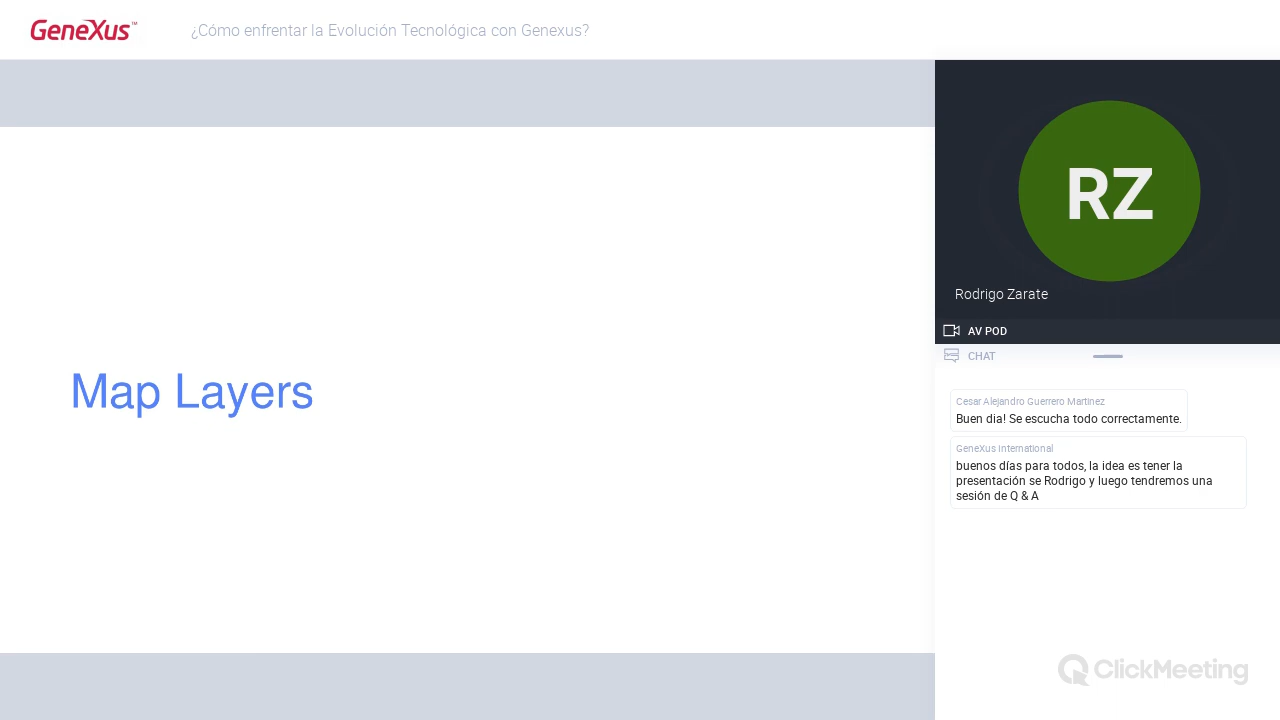 GeneXus™
¿Cómo enfrentar la Evolución Tecnológica con Genexus?
Map Layers
RZ
Rodrigo Zarate
AV POD
CHAT
Cesar Alejandro Guerrero Martinez
Buen dia! Se escucha todo correctamente.
GeneXus International
buenos días para todos, la idea es tener la
presentación se Rodrigo y luego tendremos una
sesión de Q & A
ClickMeeting